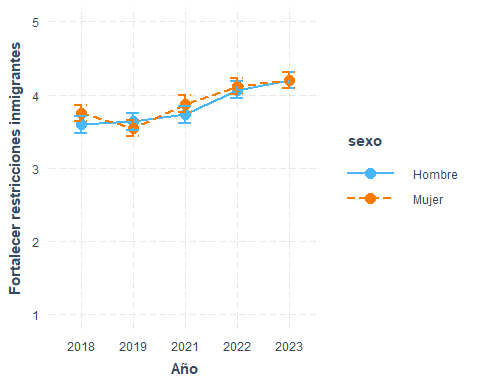 Fortalecer restricciones inmigrantes
5
4
3
2
1
2018 2019 2021 2022 2023
Año
sexo
Hombre
Mujer